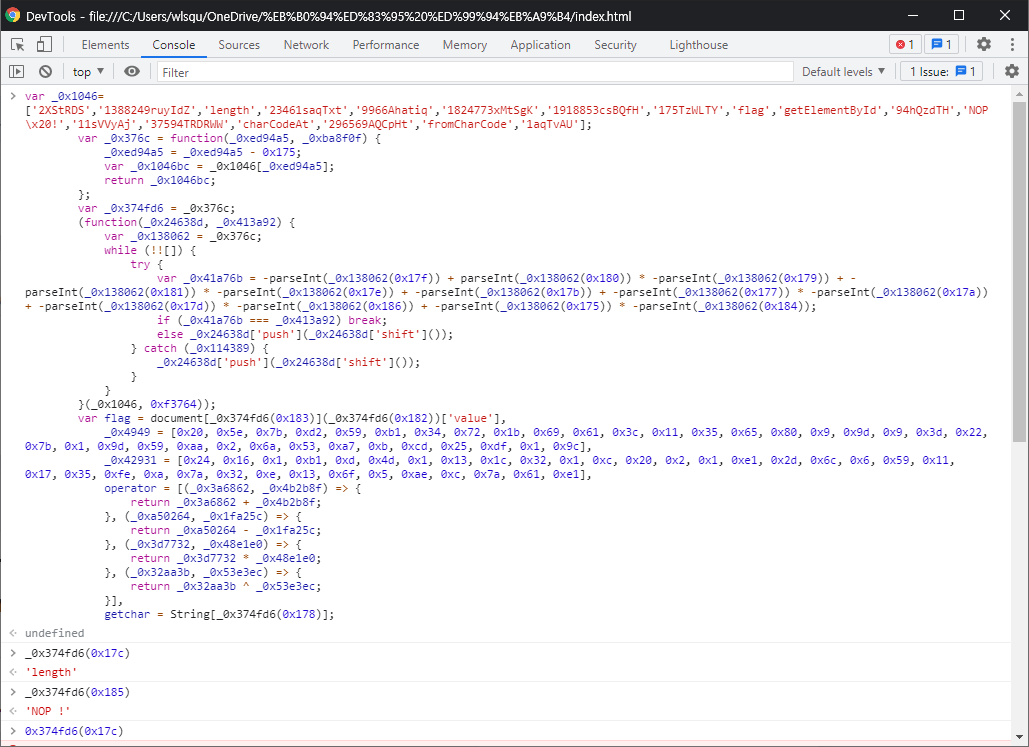 DevTools - file:///C:/Users/wlsqu/OneDrive/%EB%B0%94%ED%83%95%20%ED%99%94%EB%A9%B4/index.html
Elements Console Sources Network Performance Memory Application Security Lighthouse 1 1
top Filter Default levels 1 Issue: 1
> var _0x1046=
['2XStRDS','1388249ruyIdZ','length','23461saqTxt','9966Ahatiq','1824773xMtSgK','1918853csBQfH','175TzWLTY','flag','getElementById','94hQzdTH','NOP
\x20!','11sVVyAj','37594TRDRWW','charCodeAt','296569AQCpHt','fromCharCode','1aqTvAU'];
var _0x376c = function(_0xed94a5, _0xba8f0f) {
_0xed94a5 = _0xed94a5 - 0x175;
var _0x1046bc = _0x1046[_0xed94a5];
return _0x1046bc;
};
var _0x374fd6 = _0x376c;
(function(_0x24638d, _0x413a92) {
var _0x138062 = _0x376c;
while (!![]) {
try {
var _0x41a76b = -parseInt(_0x138062(0x17f)) + parseInt(_0x138062(0x180)) * -parseInt(_0x138062(0x179)) + -
parseInt(_0x138062(0x181)) * -parseInt(_0x138062(0x17e)) + -parseInt(_0x138062(0x17b)) + -parseInt(_0x138062(0x177)) * -parseInt(_0x138062(0x17a))
+ -parseInt(_0x138062(0x17d)) * -parseInt(_0x138062(0x186)) + -parseInt(_0x138062(0x175)) * -parseInt(_0x138062(0x184));
if (_0x41a76b === _0x413a92) break;
else _0x24638d['push'](_0x24638d['shift']());
} catch (_0x114389) {
_0x24638d['push'](_0x24638d['shift']());
}
}
}(_0x1046, 0xf3764));
var flag = document[_0x374fd6(0x183)](_0x374fd6(0x182))['value'],
_0x4949 = [0x20, 0x5e, 0x7b, 0xd2, 0x59, 0xb1, 0x34, 0x72, 0x1b, 0x69, 0x61, 0x3c, 0x11, 0x35, 0x65, 0x80, 0x9, 0x9d, 0x9, 0x3d, 0x22,
0x7b, 0x1, 0x9d, 0x59, 0xaa, 0x2, 0x6a, 0x53, 0xa7, 0xb, 0xcd, 0x25, 0xdf, 0x1, 0x9c],
_0x42931 = [0x24, 0x16, 0x1, 0xb1, 0xd, 0x4d, 0x1, 0x13, 0x1c, 0x32, 0x1, 0xc, 0x20, 0x2, 0x1, 0xe1, 0x2d, 0x6c, 0x6, 0x59, 0x11,
0x17, 0x35, 0xfe, 0xa, 0x7a, 0x32, 0xe, 0x13, 0x6f, 0x5, 0xae, 0xc, 0x7a, 0x61, 0xe1],
operator = [(_0x3a6862, _0x4b2b8f) => {
return _0x3a6862 + _0x4b2b8f;
}, (_0xa50264, _0x1fa25c) => {
return _0xa50264 - _0x1fa25c;
}, (_0x3d7732, _0x48e1e0) => {
return _0x3d7732 * _0x48e1e0;
}, (_0x32aa3b, _0x53e3ec) => {
return _0x32aa3b ^ _0x53e3ec;
}],
getchar = String[_0x374fd6(0x178)];
undefined
> _0x374fd6(0x17c)
'length'
> _0x374fd6(0x185)
'NOP !'
> 0x374fd6(0x17c)